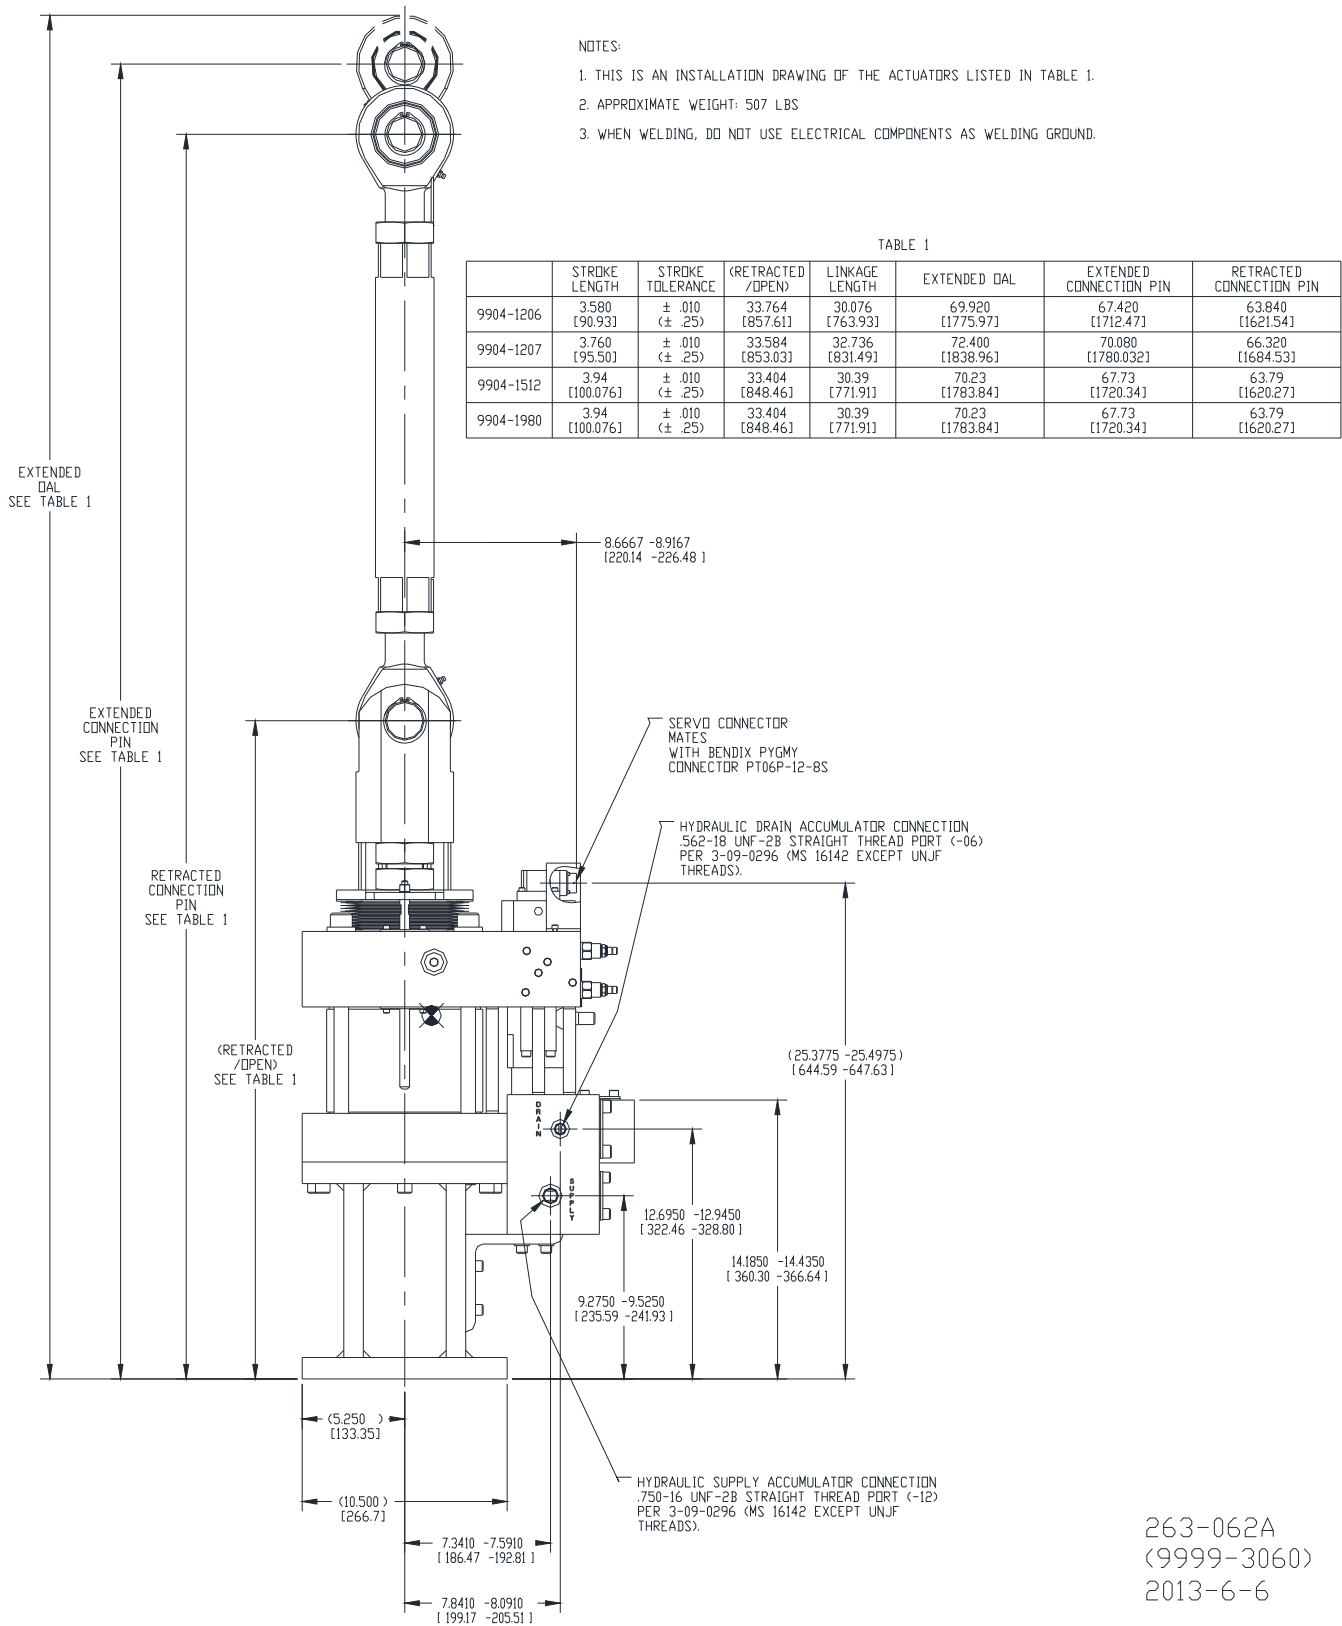 NOTES:
1. THIS IS AN INSTALLATION DRAWING OF THE ACTUATORS LISTED IN TABLE 1.
2. APPROXIMATE WEIGHT: 507 LBS
3. WHEN WELDING, DO NOT USE ELECTRICAL COMPONENTS AS WELDING GROUND.
TABLE 1
STROKE LENGTH STROKE TOLERANCE (RETRACTED /OPEN) LINKAGE LENGTH EXTENDED OAL EXTENDED CONNECTION PIN RETRACTED CONNECTION PIN
9904-1206 3.580 ± .010 33.764 30.076 69.920 67.420 63.840
[90.93] (± .25) [857.61] [763.93] [1775.97] [1712.47] [1621.54]
9904-1207 3.760 ± .010 33.584 32.736 72.400 70.080 66.320
[95.50] (± .25) [853.03] [831.49] [1838.96] [1780.032] [1684.53]
9904-1512 3.94 ± .010 33.404 30.39 70.23 67.73 63.79
[100.076] (± .25) [848.46] [771.91] [1783.84] [1720.34] [1620.27]
9904-1980 3.94 ± .010 33.404 30.39 70.23 67.73 63.79
[100.076] (± .25) [848.46] [771.91] [1783.84] [1720.34] [1620.27]
EXTENDED
OAL
SEE TABLE 1
8.6667 -8.9167
[220.14 -226.48 ]
EXTENDED
CONNECTION
PIN
SEE TABLE 1
SERVO CONNECTOR
MATES
WITH BENDIX PYGMY
CONNECTOR PT06P-12-8S
HYDRAULIC DRAIN ACCUMULATOR CONNECTION
.562-18 UNF-2B STRAIGHT THREAD PORT (-06)
PER 3-09-0296 (MS 16142 EXCEPT UNJF
THREADS).
RETRACTED
CONNECTION
PIN
SEE TABLE 1
(RETRACTED
/OPEN)
SEE TABLE 1
(25.3775 -25.4975)
[ 644.59 -647.63]
DRAIN
SUPPLY
12.6950 -12.9450
[ 322.46 -328.80 ]
14.1850 -14.4350
[ 360.30 -366.64 ]
9.2750 -9.5250
[ 235.59 -241.93 ]
(5.250 )
[133.35]
HYDRAULIC SUPPLY ACCUMULATOR CONNECTION
.750-16 UNF-2B STRAIGHT THREAD PORT (-12)
PER 3-09-0296 (MS 16142 EXCEPT UNJF
THREADS).
(10.500 )
[266.7]
7.3410 -7.5910
[ 186.47 -192.81 ]
7.8410 -8.0910
[ 199.17 -205.51 ]
263-062A
(9999-3060)
2013-6-6